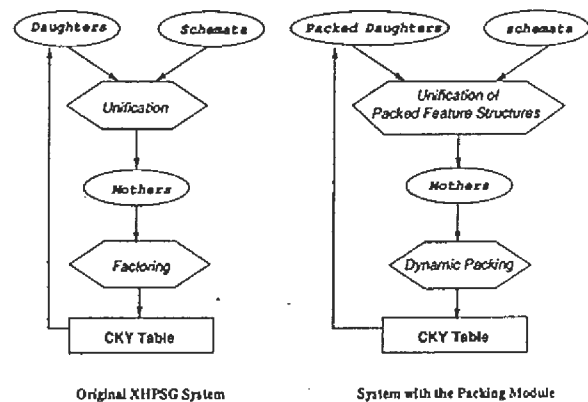 Daughters
Schemata
Unification
Mothers
Factoring
CKY Table
Original XHPSG System
Packed Daughters
schemata
Unification of
Packed Feature Structures
Mothers
Dynamic Packing
CKY Table
System with the Packing Module